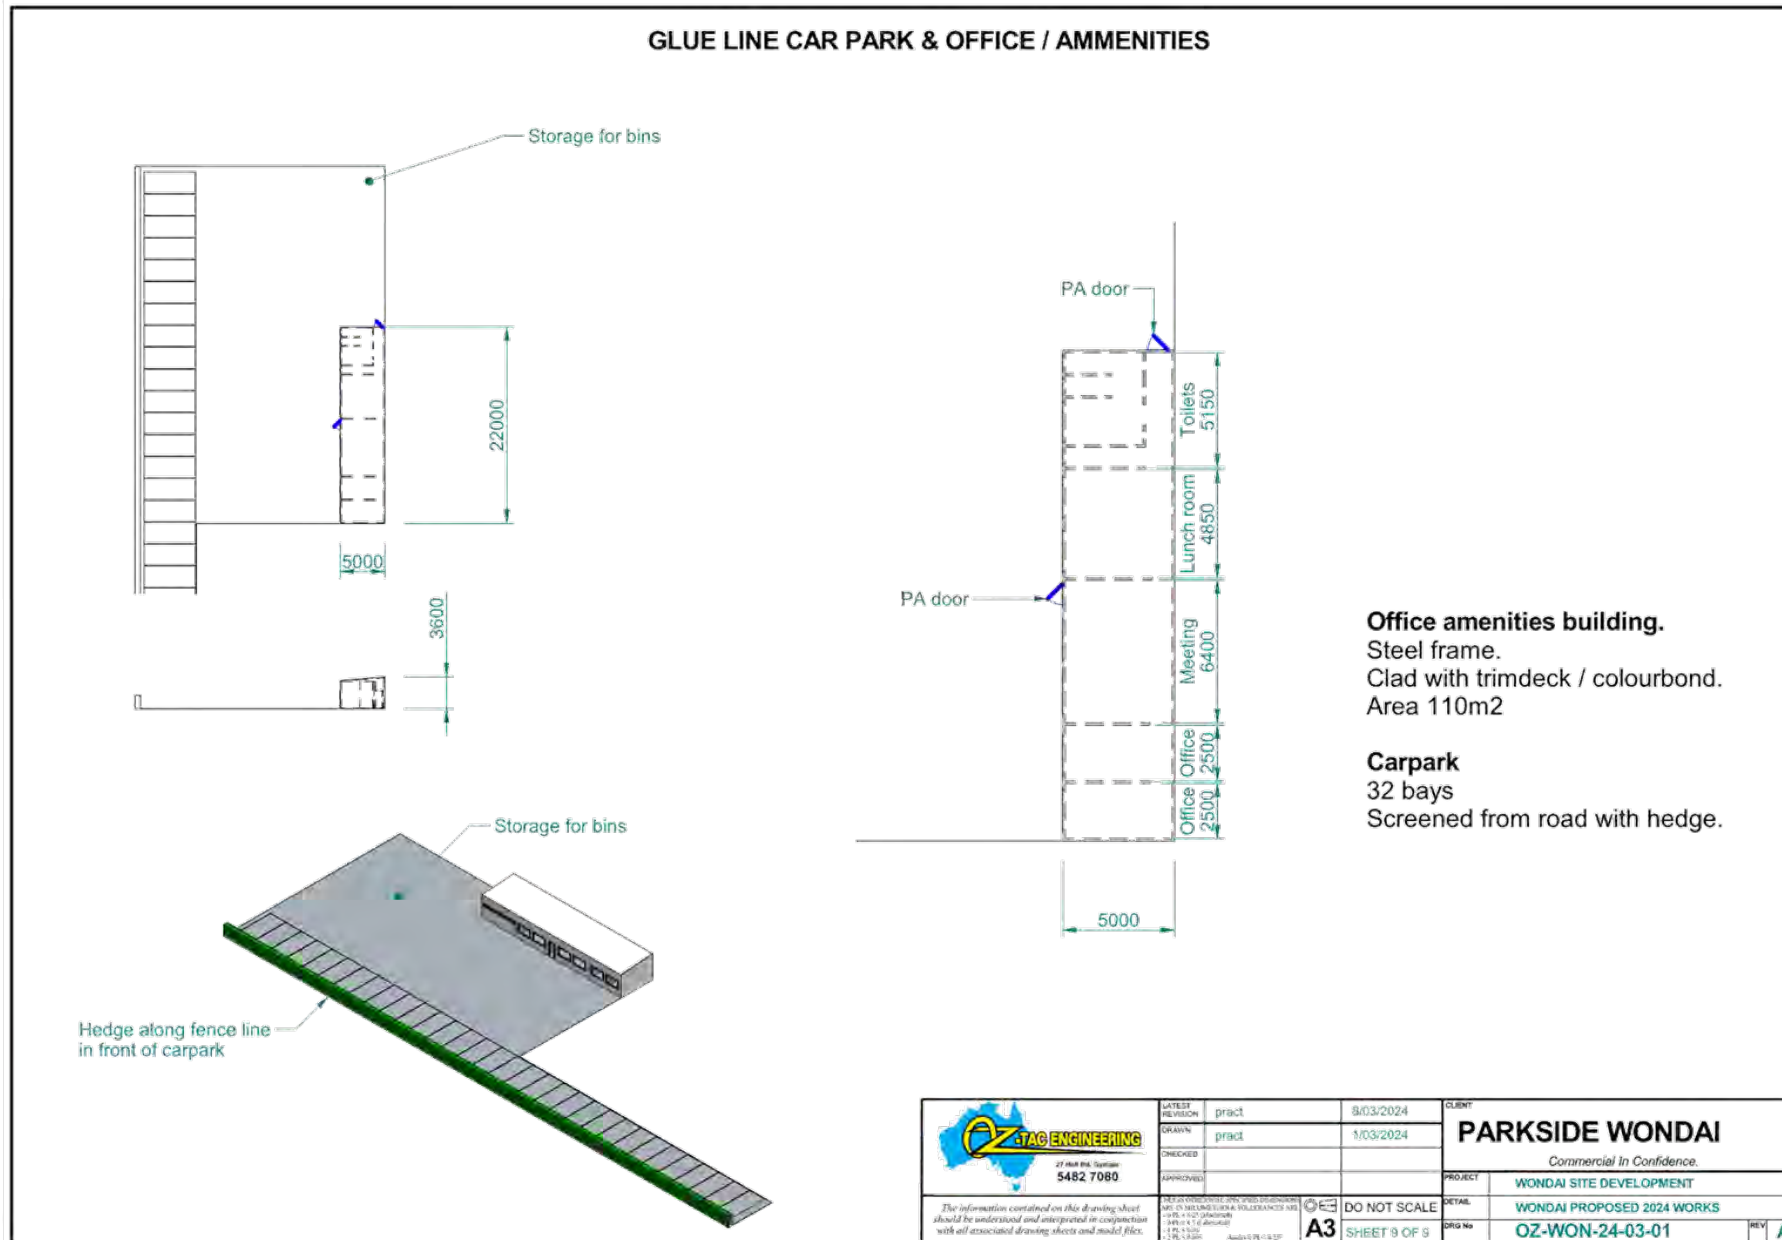 GLUE LINE CAR PARK & OFFICE / AMMENITIES
Storage for bins
22000
5000
3600
PA door
Toilets
5150
Lunch room
4850
PA door
Meeting
6400
Office
2500
Office
2500
5000
Office amenities building.
Steel frame.
Clad with trimdeck / colourbond.
Area 110m2
Carpark
32 bays
Screened from road with hedge.
Storage for bins
Hedge along fence line
in front of carpark
OZ-TAC ENGINEERING
5482 7080
The information contained on this drawing sheet
should be understood and interpreted in conjunction
with all associated drawing sheets and model files.
LATEST
REVISION
pract
8/03/2024
DRAWN
pract
1/03/2024
CHECKED
APPROVED
A3
DO NOT SCALE
SHEET 9 OF 9
CLIENT
PARKSIDE WONDAI
Commercial In Confidence.
PROJECT
WONDAI SITE DEVELOPMENT
DETAIL
WONDAI PROPOSED 2024 WORKS
DRG No
OZ-WON-24-03-01
REV